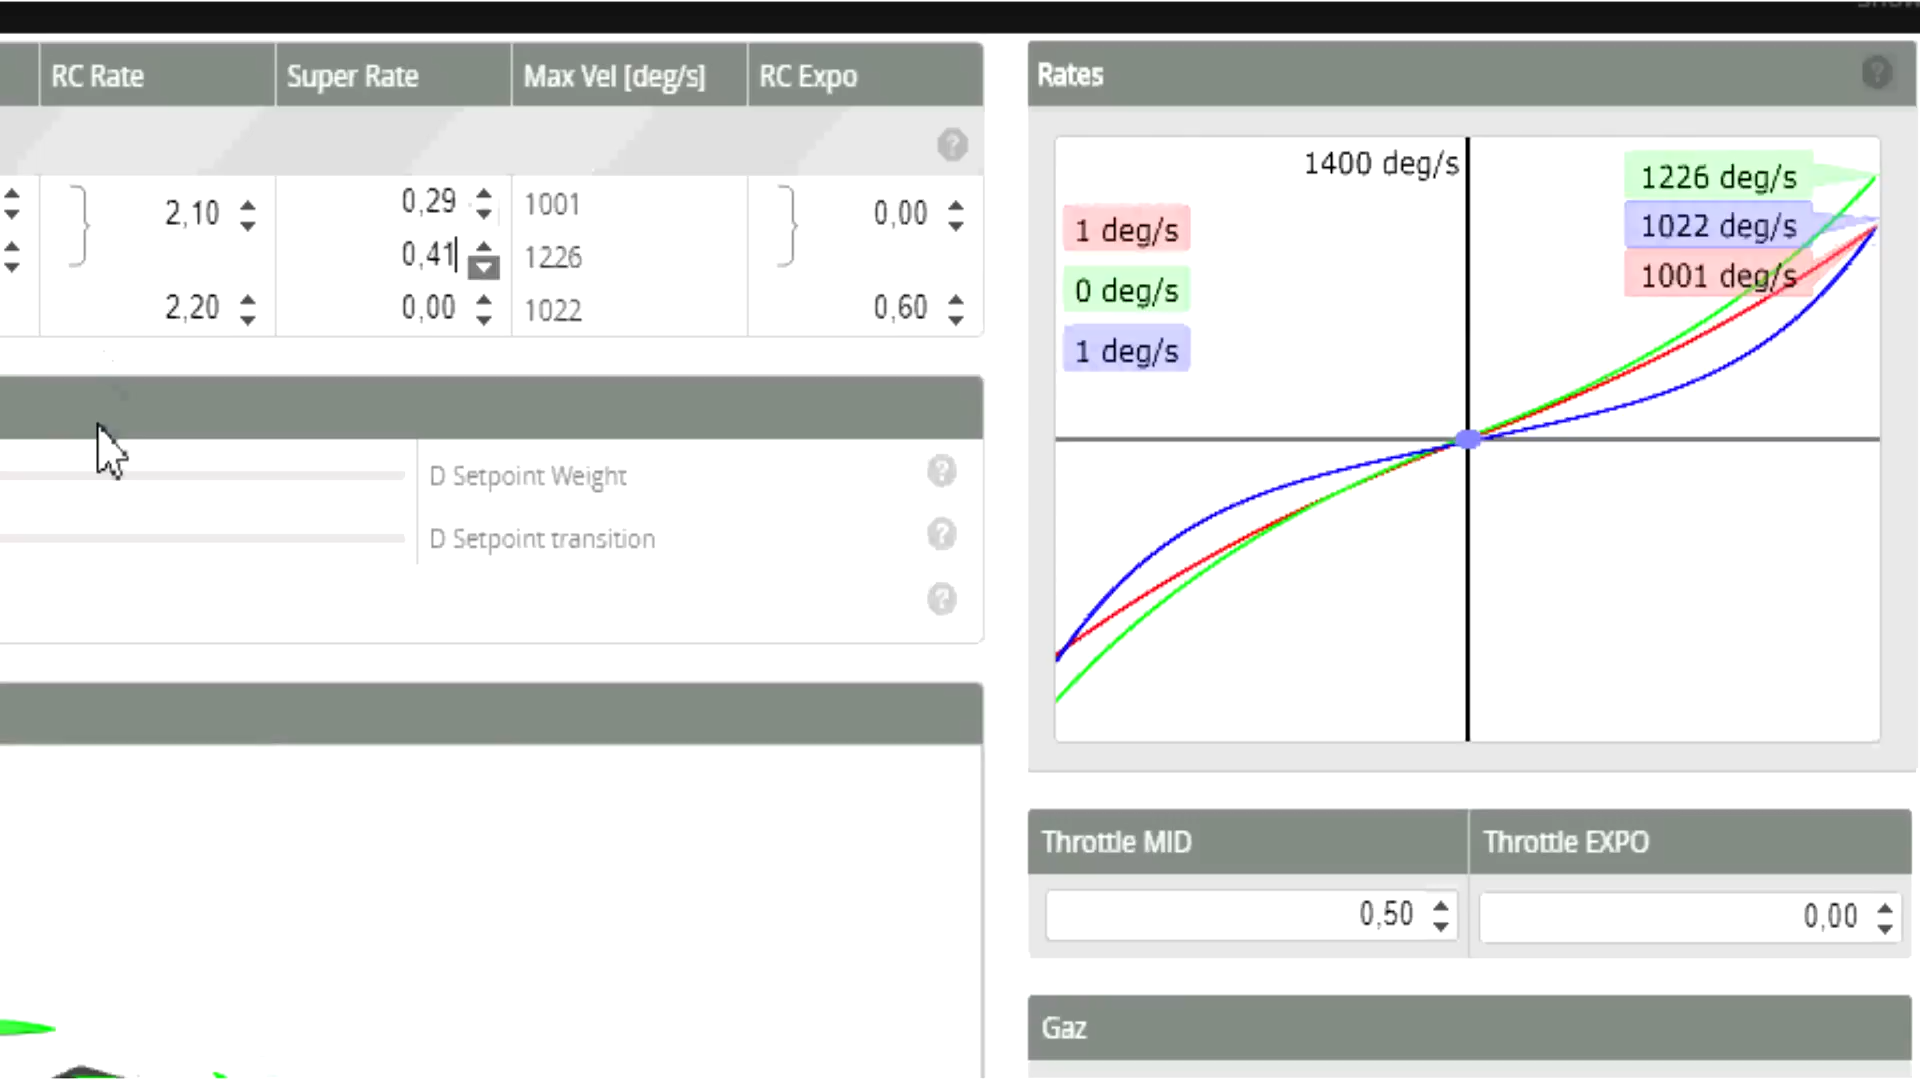 RC Rate
Super Rate
Max Vel [deg/s]
RC Expo
2,10
0,29
1001
0,00
0,41
1226
2,20
0,00
1022
0,60
D Setpoint Weight
D Setpoint transition
Rates
1400 deg/s
1226 deg/s
1022 deg/s
1001 deg/s
1 deg/s
0 deg/s
1 deg/s
Throttle MID
Throttle EXPO
0,50
0,00
Gaz